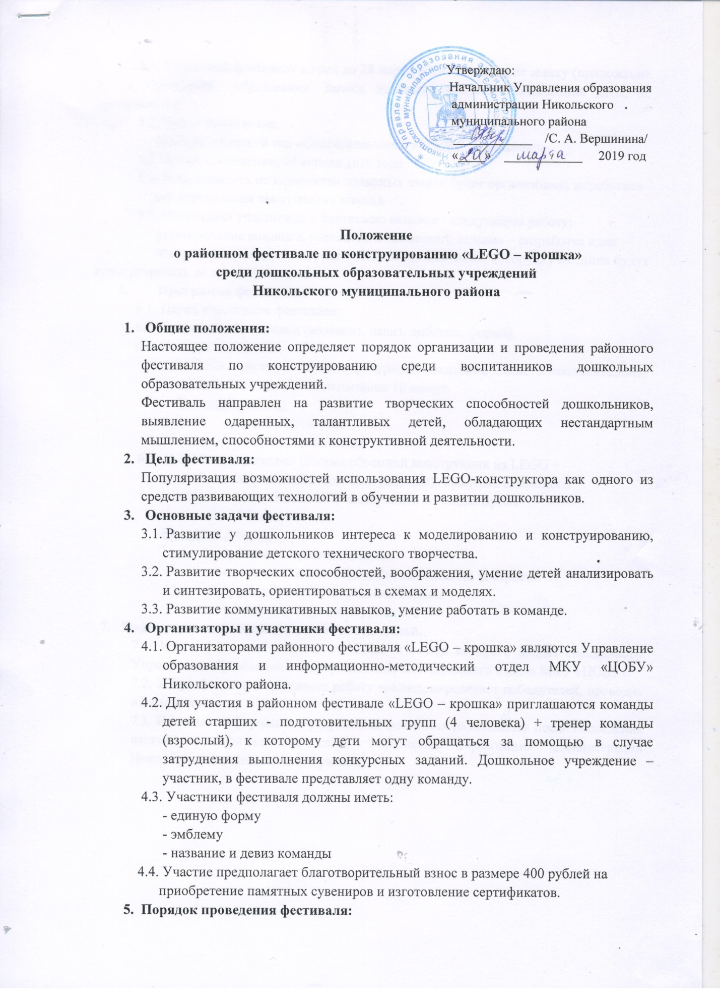 Утверждаю:
Начальник Управления образования
администрации Никольского
муниципального района
/С. А. Вершинина/
«20» марта 2019 год
Положение
о районном фестивале по конструированию «LEGO – крошка»
среди дошкольных образовательных учреждений
Никольского муниципального района
1. Общие положения:
Настоящее положение определяет порядок организации и проведения районного
фестиваля по конструированию среди воспитанников дошкольных
образовательных учреждений.
Фестиваль направлен на развитие творческих способностей дошкольников,
выявление одаренных, талантливых детей, обладающих нестандартным
мышлением, способностями к конструктивной деятельности.
2. Цель фестиваля:
Популяризация возможностей использования LEGO-конструктора как одного из
средств развивающих технологий в обучении и развитии дошкольников.
3. Основные задачи фестиваля:
3.1. Развитие у дошкольников интереса к моделированию и конструированию,
стимулирование детского технического творчества.
3.2. Развитие творческих способностей, воображения, умение детей анализировать
и синтезировать, ориентироваться в схемах и моделях.
3.3. Развитие коммуникативных навыков, умение работать в команде.
4. Организаторы и участники фестиваля:
4.1. Организаторами районного фестиваля «LEGO – крошка» являются Управление
образования и информационно-методический отдел МКУ «ЦОБУ»
Никольского района.
4.2. Для участия в районном фестивале «LEGO – крошка» приглашаются команды
детей старших - подготовительных групп (4 человека) + тренер команды
(взрослый), к которому дети могут обращаться за помощью в случае
затруднения выполнения конкурсных заданий. Дошкольное учреждение –
участник, в фестивале представляет одну команду.
4.3. Участники фестиваля должны иметь:
- единую форму
- эмблему
- название и девиз команды
4.4. Участие предполагает благотворительный взнос в размере 400 рублей на
приобретение памятных сувениров и изготовление сертификатов.
5. Порядок проведения фестиваля: